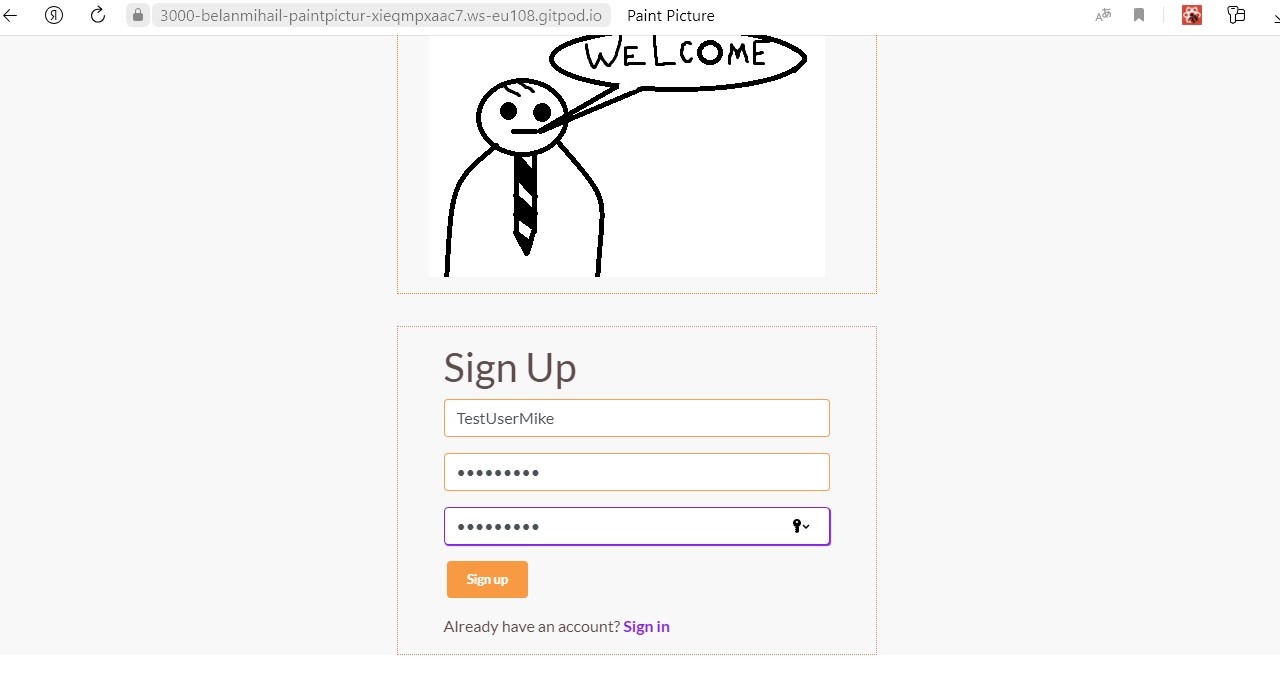 3000-belanmihail-paintpictur-xieqmpxaac7.ws-eu108.gitpod.io Paint Picture
WELCOME
Sign Up
TestUserMike
•••••••••
•••••••••
Sign up
Already have an account? Sign in